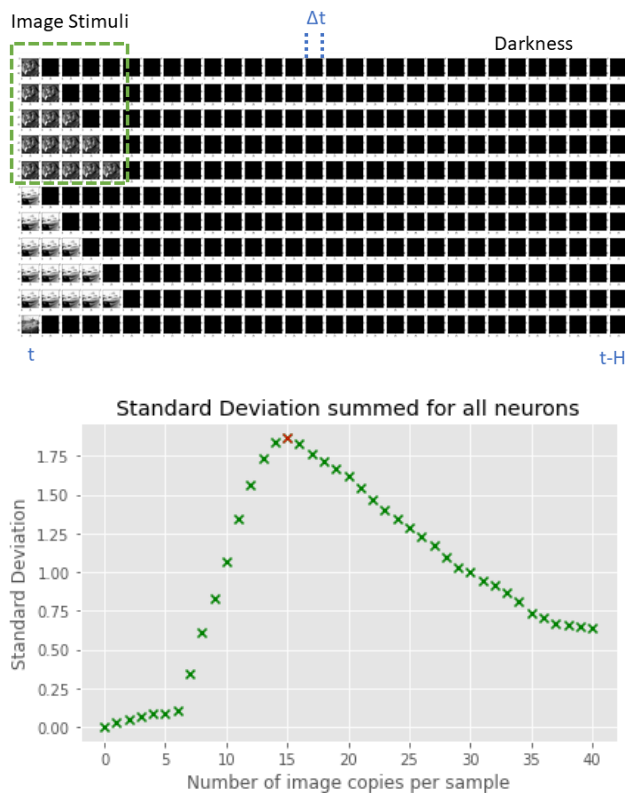 Image Stimuli
Δt
Darkness
t
t-H
Standard Deviation summed for all neurons
Standard Deviation
1.75
1.50
1.25
1.00
0.75
0.50
0.25
0.00
0 5 10 15 20 25 30 35 40
Number of image copies per sample